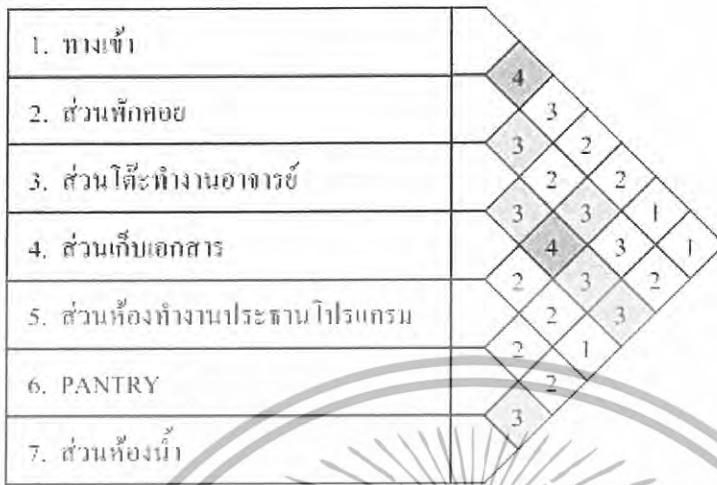 1. ทางเข้า
4
2. ส่วนพักคอย
3
3 2
3. ส่วนโต๊ะทำงานอาจารย์
2 2
3 3 1
4. ส่วนเก็บเอกสาร
4 3 1
2 3 2
5. ส่วนห้องทำงานประธานโปรแกรม
2 3
2 1
6. PANTRY
2
3
7. ส่วนห้องน้ำ